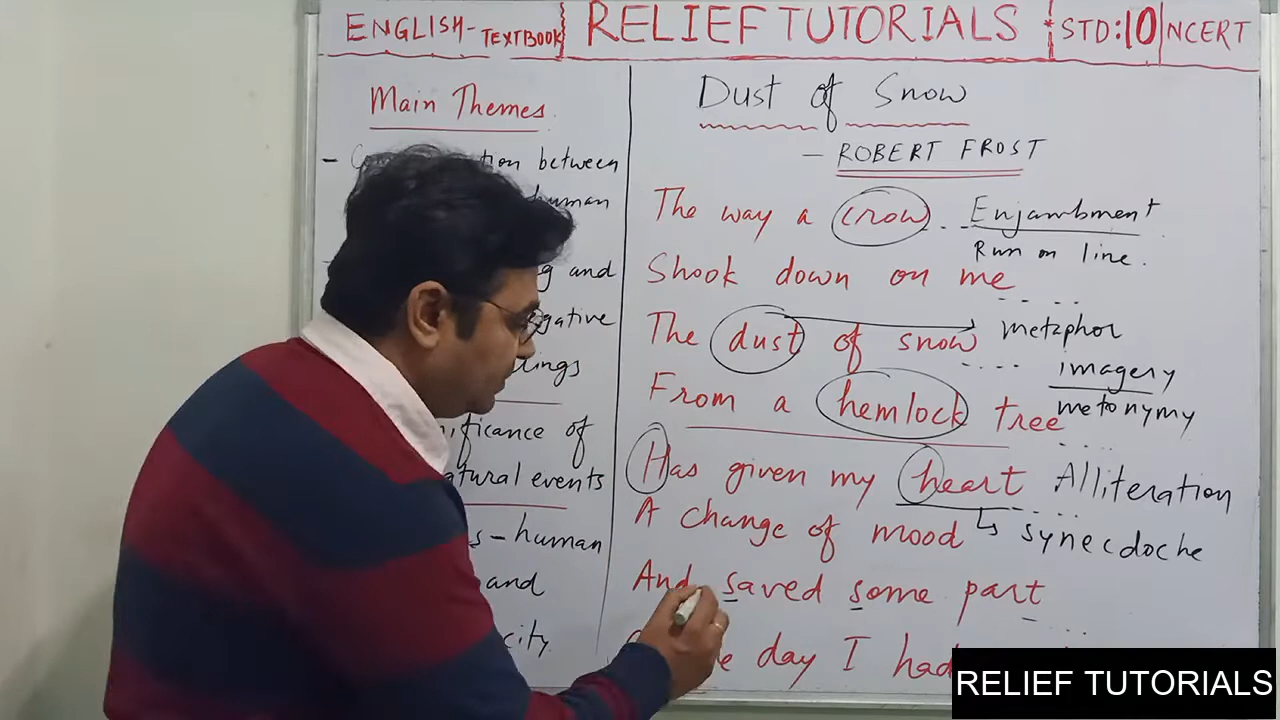 ENGLISH-TEXTBOOK RELIEF TUTORIALS * STD:10 NCERT
Main Themes.
- between
human
and
egative
ings
nificance of
atural events
s-human
and
city.
Dust of Snow
- ROBERT FROST
The way a crow ... Enjambment
Run on line.
Shook down on me
The dust of snow metaphor
imagery
From a hemlock tree metonymy
Has given my heart Alliteration
A change of mood synecdoche
And saved some part
day I had
RELIEF TUTORIALS